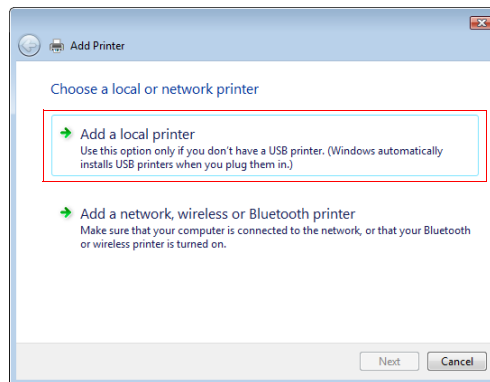 Add Printer
Choose a local or network printer
Add a local printer
Use this option only if you don't have a USB printer. (Windows automatically
installs USB printers when you plug them in.)
Add a network, wireless or Bluetooth printer
Make sure that your computer is connected to the network, or that your Bluetooth
or wireless printer is turned on.
Next
Cancel